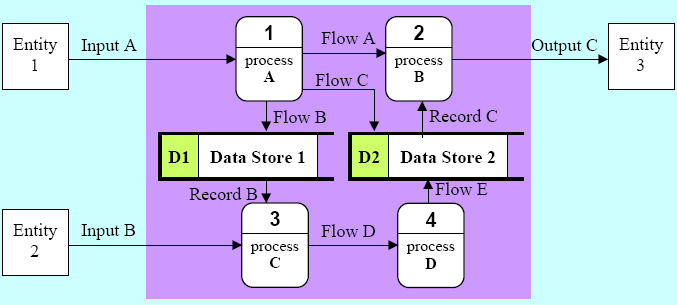 Entity
1
Input A
1
process
A
Flow A
2
process
B
Output C
Entity
3
Flow C
Flow B
Record C
D1
Data Store 1
D2
Data Store 2
Record B
Flow E
Entity
2
Input B
3
process
C
Flow D
4
process
D